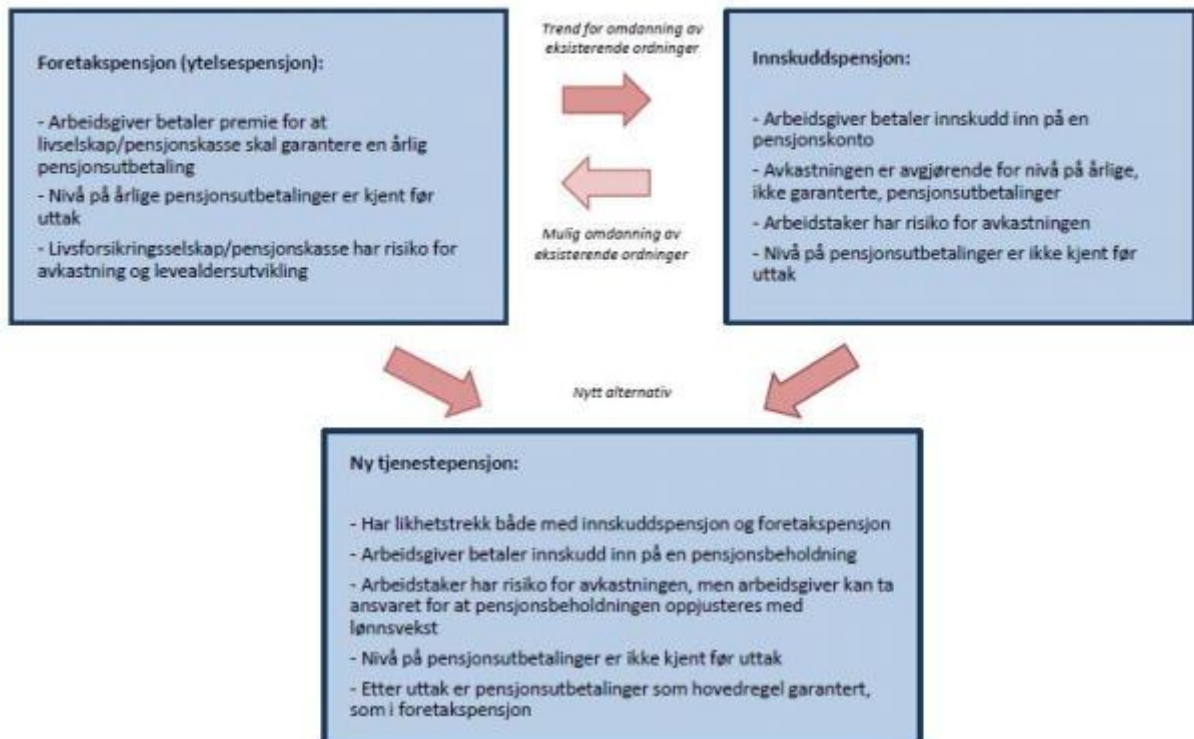 Foretakspensjon (ytelsespensjon):
- Arbeidsgiver betaler premie for at
livselskap/pensjonskasse skal garantere en årlig
pensjonsutbetaling
- Nivå på årlige pensjonsutbetalinger er kjent før
uttak
- Livsforsikringsselskap/pensjonskasse har risiko for
avkastning og levealdersutvikling
Trend for omdanning av
eksisterende ordninger
Mulig omdanning av
eksisterende ordninger
Innskuddspensjon:
- Arbeidsgiver betaler innskudd inn på en
pensjonskonto
- Avkastningen er avgjørende for nivå på årlige,
ikke garanterte, pensjonsutbetalinger
- Arbeidstaker har risiko for avkastningen
- Nivå på pensjonsutbetalinger er ikke kjent før
uttak
Nytt alternativ
Ny tjenestepensjon:
- Har likhetstrekk både med innskuddspensjon og foretakspensjon
- Arbeidsgiver betaler innskudd inn på en pensjonsbeholdning
- Arbeidstaker har risiko for avkastningen, men arbeidsgiver kan ta
ansvaret for at pensjonsbeholdningen oppjusteres med
lønnsvekst
- Nivå på pensjonsutbetalinger er ikke kjent før uttak
- Etter uttak er pensjonsutbetalinger som hovedregel garantert,
som i foretakspensjon